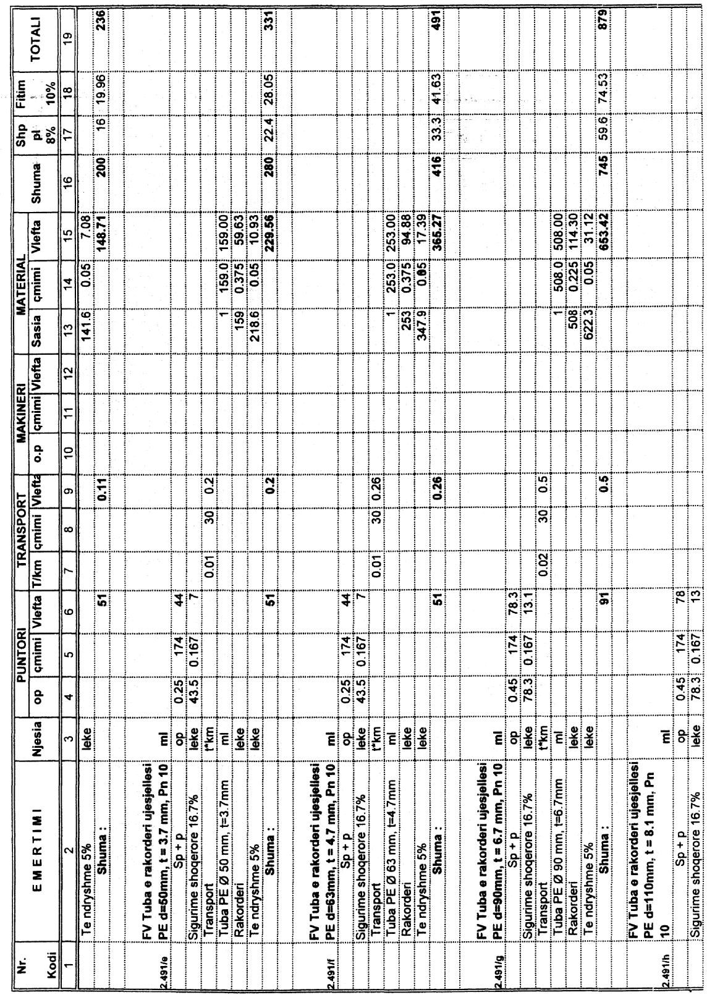 Nr. EMERTIMI Njesia PUNTORI TRANSPORT MAKINERI MATERIAL Shuma Shp pl 8% Fitim 10% TOTALI
Kodi op çmimi Vlefta T/km çmimi Vlefta o.p çmimi Vlefta Sasia çmimi Vlefta
1 2 3 4 5 6 7 8 9 10 11 12 13 14 15 16 17 18 19
Te ndryshme 5% leke 141.6 0.05 7.08
Shuma : 51 0.11 148.71 200 16 19.96 236
FV Tuba e rakorderi ujesjellesi
2.491/e PE d=50mm, t = 3.7 mm, Pn 10 ml
Sp + p op 0.25 174 44
Sigurime shoqerore 16.7% leke 43.5 0.167 7
Transport t*km 0.01 30 0.2
Tuba PE Ø 50 mm, t=3.7mm ml 1 159.0 159.00
Rakorderi leke 159 0.375 59.63
Te ndryshme 5% leke 218.6 0.05 10.93
Shuma : 51 0.2 229.56 280 22.4 28.05 331
FV Tuba e rakorderi ujesjellesi
2.491/f PE d=63mm, t = 4.7 mm, Pn 10 ml
Sp + p op 0.25 174 44
Sigurime shoqerore 16.7% leke 43.5 0.167 7
Transport t*km 0.01 30 0.26
Tuba PE Ø 63 mm, t=4.7mm ml 1 253.0 253.00
Rakorderi leke 253 0.375 94.88
Te ndryshme 5% leke 347.9 0.05 17.39
Shuma : 51 0.26 365.27 416 33.3 41.63 491
FV Tuba e rakorderi ujesjellesi
2.491/g PE d=90mm, t = 6.7 mm, Pn 10 ml
Sp + p op 0.45 174 78.3
Sigurime shoqerore 16.7% leke 78.3 0.167 13.1
Transport t*km 0.02 30 0.5
Tuba PE Ø 90 mm, t=6.7mm ml 1 508.0 508.00
Rakorderi leke 508 0.225 114.30
Te ndryshme 5% leke 622.3 0.05 31.12
Shuma : 91 0.5 653.42 745 59.6 74.53 879
FV Tuba e rakorderi ujesjellesi
PE d=110mm, t = 8.1 mm, Pn
2.491/h 10 ml
Sp + p op 0.45 174 78
Sigurime shoqerore 16.7% leke 78.3 0.167 13